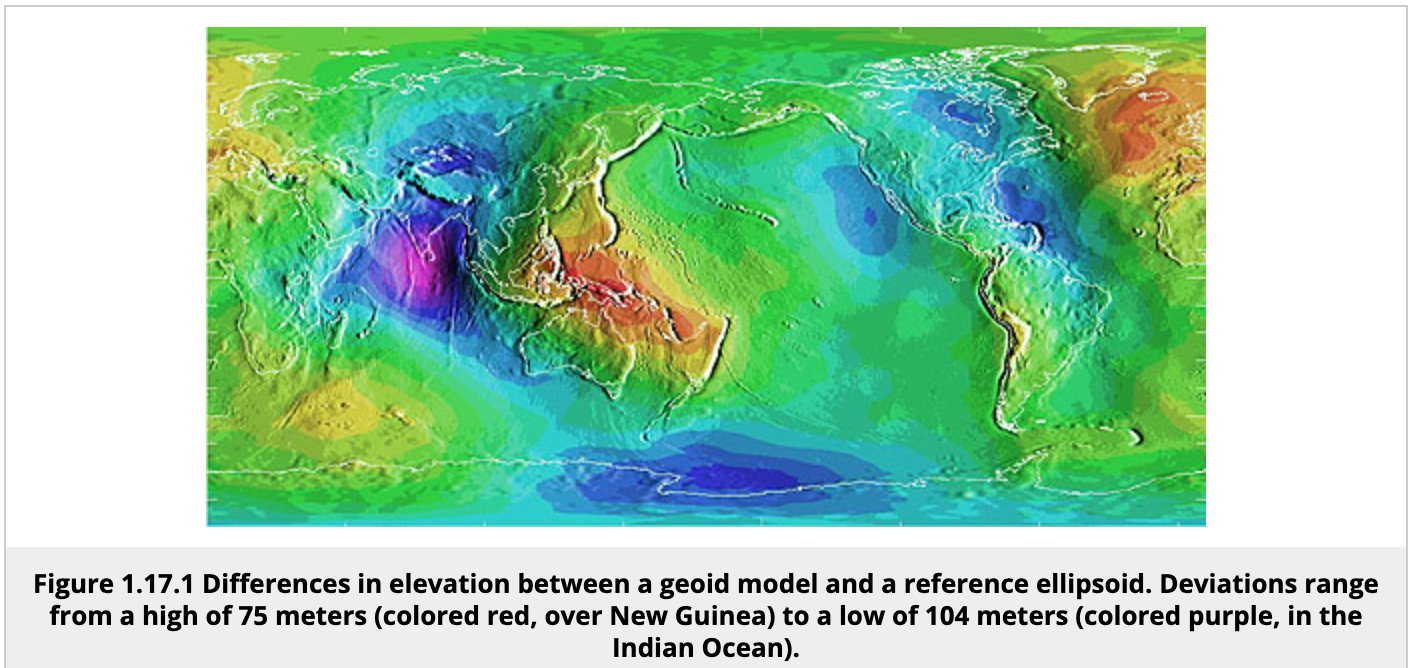 Figure 1.17.1 Differences in elevation between a geoid model and a reference ellipsoid. Deviations range
from a high of 75 meters (colored red, over New Guinea) to a low of 104 meters (colored purple, in the
Indian Ocean).